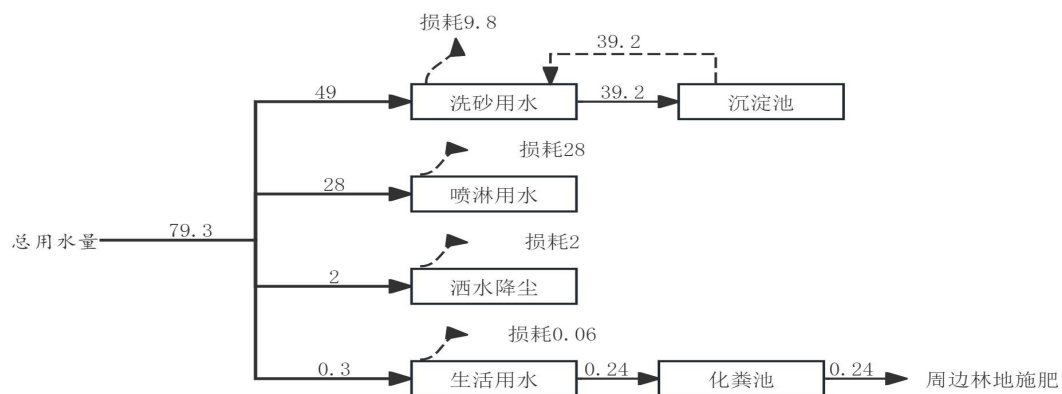 损耗9.8
39.2
49
洗砂用水
39.2
沉淀池
损耗28
28
喷淋用水
总用水量
79.3
损耗2
2
洒水降尘
损耗0.06
0.3
生活用水
0.24
化粪池
0.24
周边林地施肥